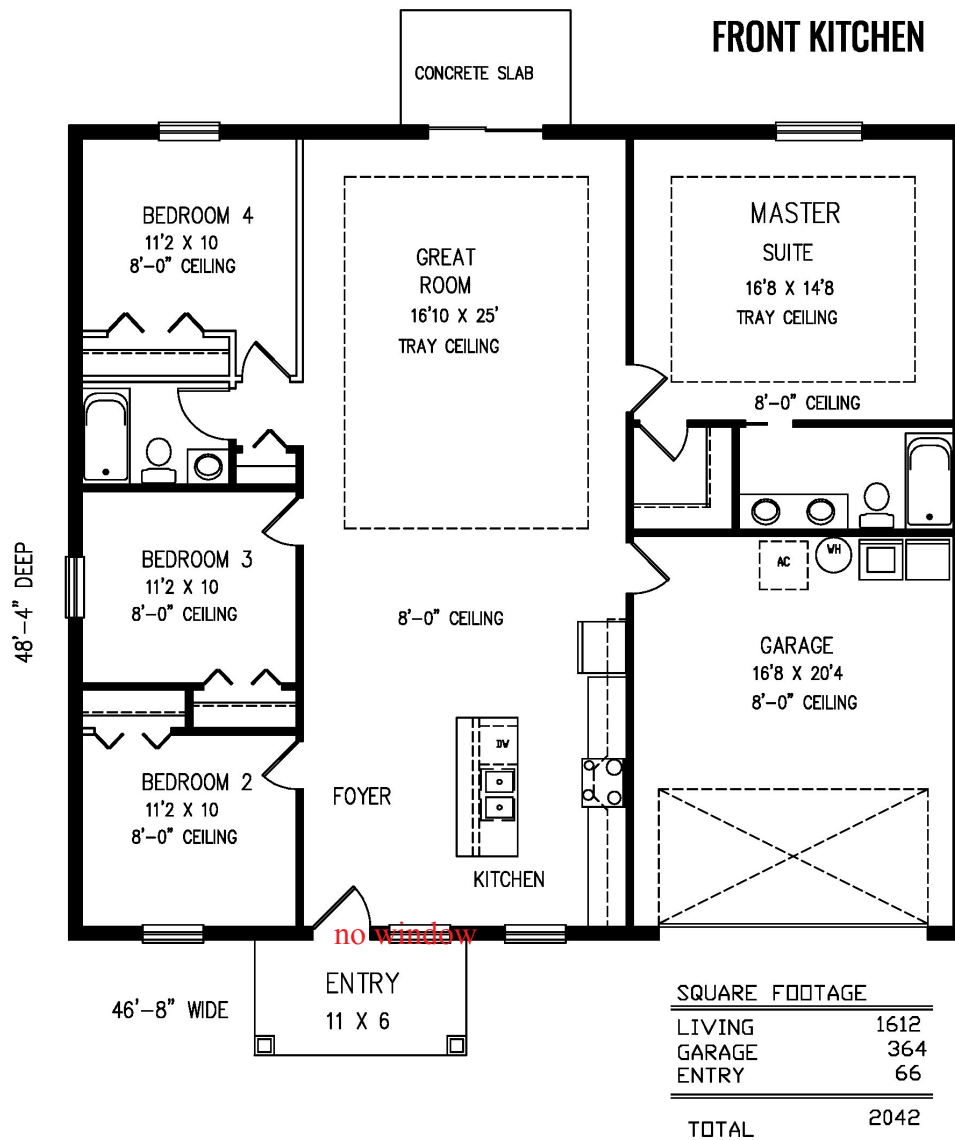 FRONT KITCHEN
CONCRETE SLAB
BEDROOM 4
11'2 X 10
8'-0" CEILING
GREAT
ROOM
16'10 X 25'
TRAY CEILING
MASTER
SUITE
16'8 X 14'8
TRAY CEILING
8'-0" CEILING
48'-4" DEEP
BEDROOM 3
11'2 X 10
8'-0" CEILING
8'-0" CEILING
AC
WH
GARAGE
16'8 X 20'4
8'-0" CEILING
DW
BEDROOM 2
11'2 X 10
8'-0" CEILING
FOYER
KITCHEN
no window
ENTRY
11 X 6
46'-8" WIDE
SQUARE FOOTAGE
LIVING 1612
GARAGE 364
ENTRY 66
TOTAL 2042